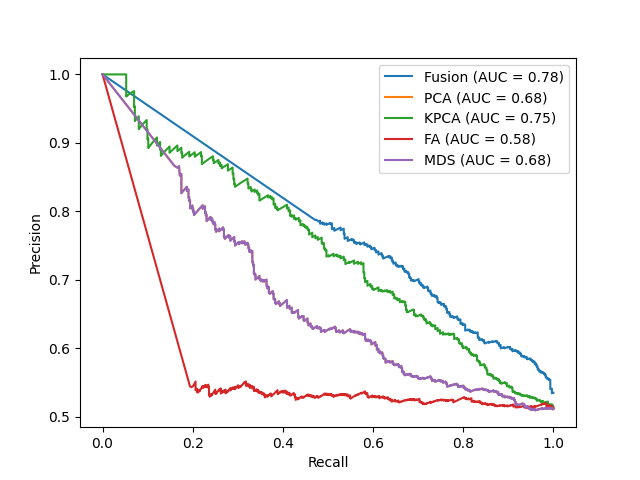 Fusion (AUC = 0.78)
PCA (AUC = 0.68)
KPCA (AUC = 0.75)
FA (AUC = 0.58)
MDS (AUC = 0.68)
1.0
0.9
0.8
0.7
0.6
0.5
Precision
0.0 0.2 0.4 0.6 0.8 1.0
Recall